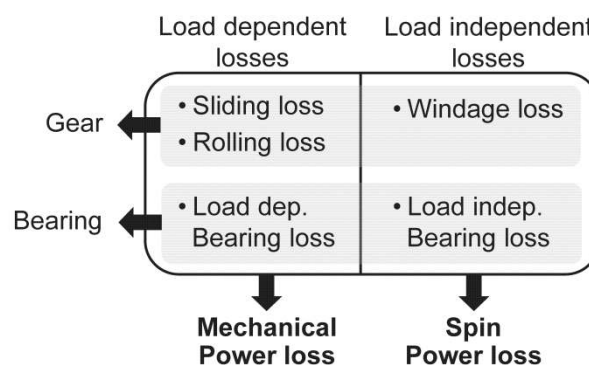 Load dependent losses
Load independent losses
Gear
• Sliding loss
• Rolling loss
• Windage loss
Bearing
• Load dep.
Bearing loss
• Load indep.
Bearing loss
Mechanical
Power loss
Spin
Power loss